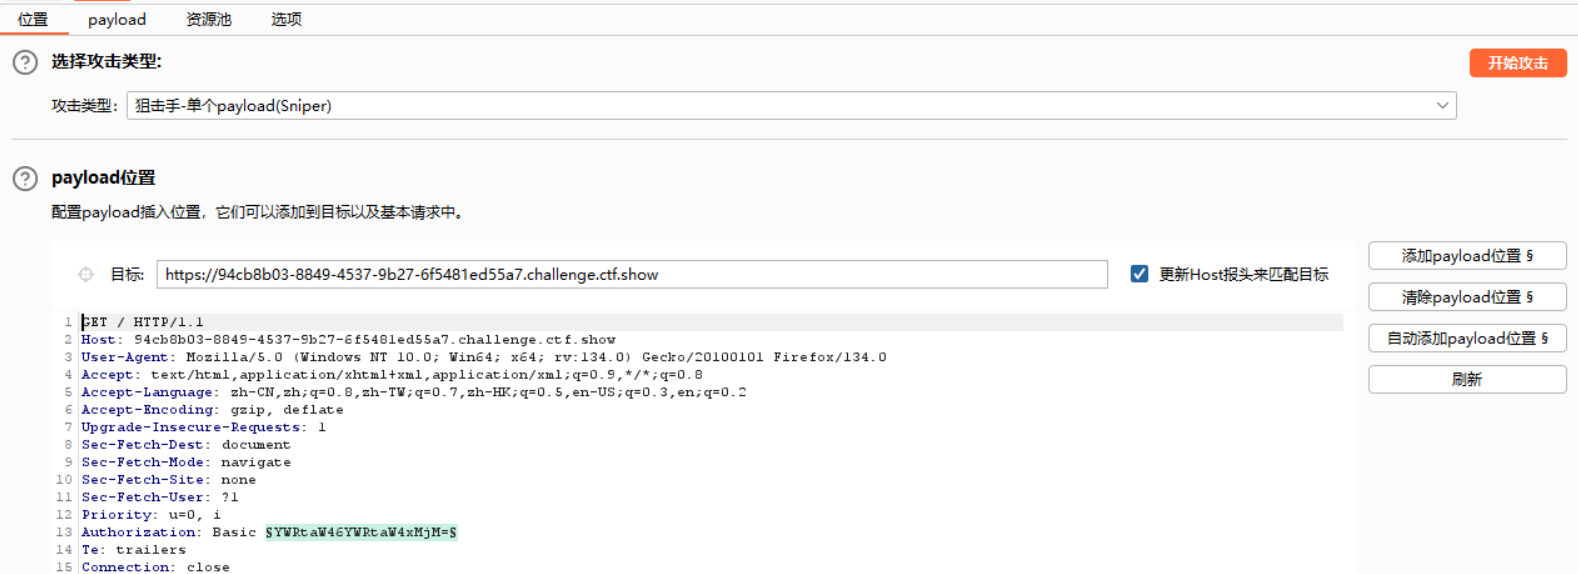 位置 payload 资源池 选项
选择攻击类型:
开始攻击
攻击类型: 狙击手-单个payload(Sniper)
payload位置
配置payload插入位置，它们可以添加到目标以及基本请求中。
目标: https://94cb8b03-8849-4537-9b27-6f5481ed55a7.challenge.ctf.show
更新Host报头来匹配目标
添加payload位置 §
清除payload位置 §
自动添加payload位置 §
刷新
1 GET / HTTP/1.1
2 Host: 94cb8b03-8849-4537-9b27-6f5481ed55a7.challenge.ctf.show
3 User-Agent: Mozilla/5.0 (Windows NT 10.0; Win64; x64; rv:134.0) Gecko/20100101 Firefox/134.0
4 Accept: text/html,application/xhtml+xml,application/xml;q=0.9,*/*;q=0.8
5 Accept-Language: zh-CN,zh;q=0.8,zh-TW;q=0.7,zh-HK;q=0.5,en-US;q=0.3,en;q=0.2
6 Accept-Encoding: gzip, deflate
7 Upgrade-Insecure-Requests: 1
8 Sec-Fetch-Dest: document
9 Sec-Fetch-Mode: navigate
10 Sec-Fetch-Site: none
11 Sec-Fetch-User: ?1
12 Priority: u=0, i
13 Authorization: Basic §YWRtaW46YWRtaW4xMjM=§
14 Te: trailers
15 Connection: close